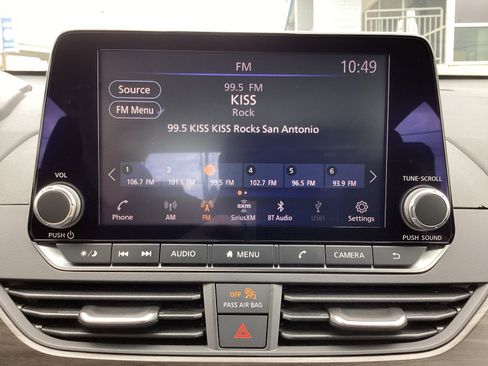 FM
10:49
Source
99.5 FM
KISS
FM Menu
Rock
99.5 KISS KISS Rocks San Antonio
1 2 3 4 5 6
106.7 FM 101.1 FM 99.5 FM 102.7 FM 96.5 FM 93.9 FM
VOL
TUNE·SCROLL
SXM
Phone AM FM SiriusXM BT Audio USB1 Settings
PUSH
PUSH SOUND
AUDIO MENU CAMERA
OFF
PASS AIR BAG